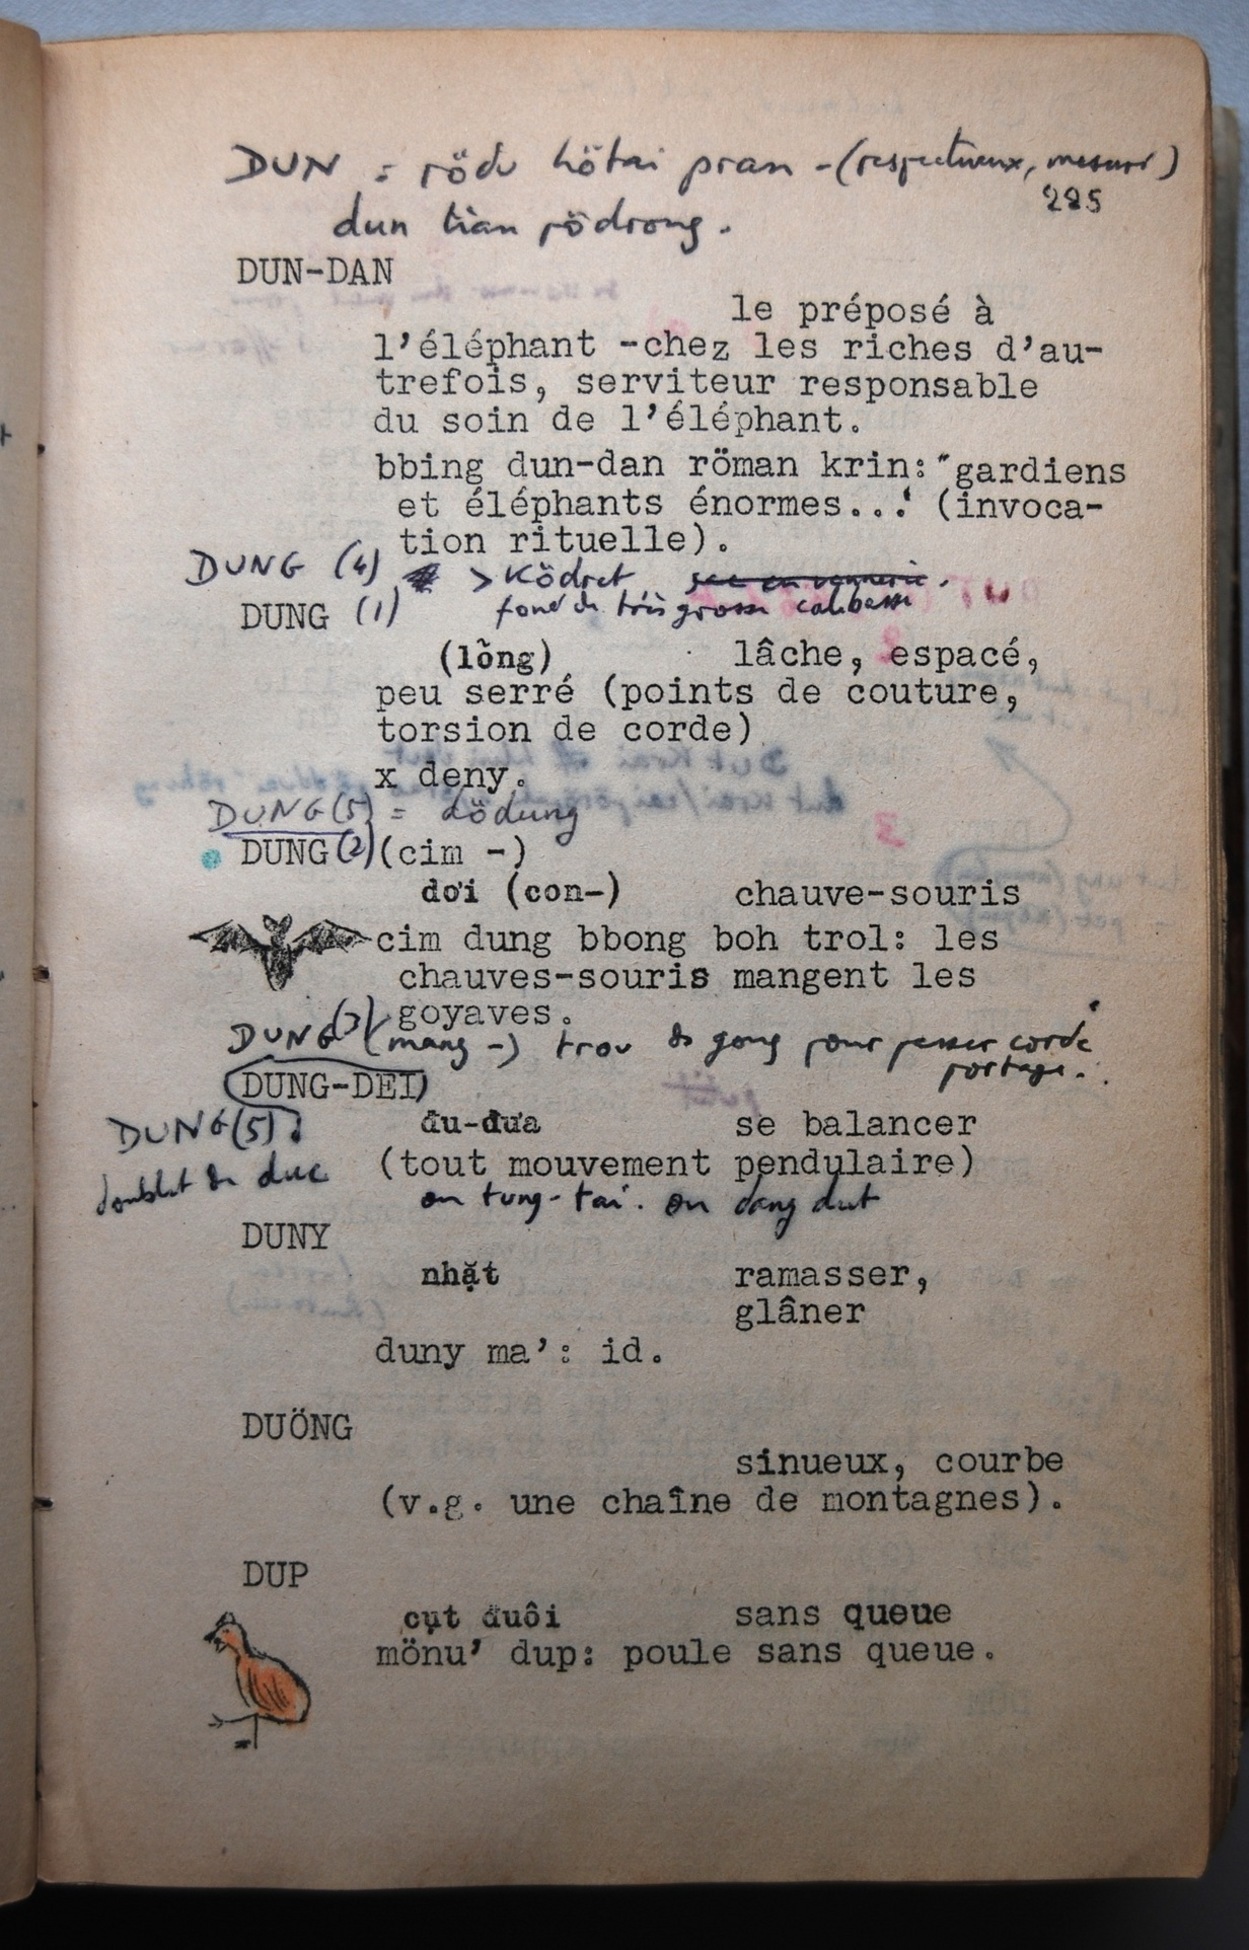 DUN = rödu hötai pran - (respectueux, mesuré)
225
dun tian pödrong.
DUN-DAN
le préposé à
l'éléphant -chez les riches d'au-
trefois, serviteur responsable
du soin de l'éléphant.
bbing dun-dan röman krin: "gardiens
et éléphants énormes...' (invoca-
tion rituelle).
DUNG (4) > Ködret
fond de très grosse calebasse
DUNG (1)
(lõng) lâche, espacé,
peu serré (points de couture,
torsion de corde)
x deny.
DUNG (5) = dödung
DUNG (2) (cim -)
dơi (con-) chauve-souris
cim dung bbong boh trol: les
chauves-souris mangent les
goyaves.
DUNG (3) (mang -) trou de gong pour passer corde
portage.
DUNG-DEI
đu-đưa se balancer
DUNG (5):
(tout mouvement pendulaire)
doublet de duc
on tung-tai. on dang dut
DUNY
nhặt ramasser,
glâner
duny ma': id.
DUÖNG
sinueux, courbe
(v.g. une chaîne de montagnes).
DUP
cụt đuôi sans queue
mönu' dup: poule sans queue.